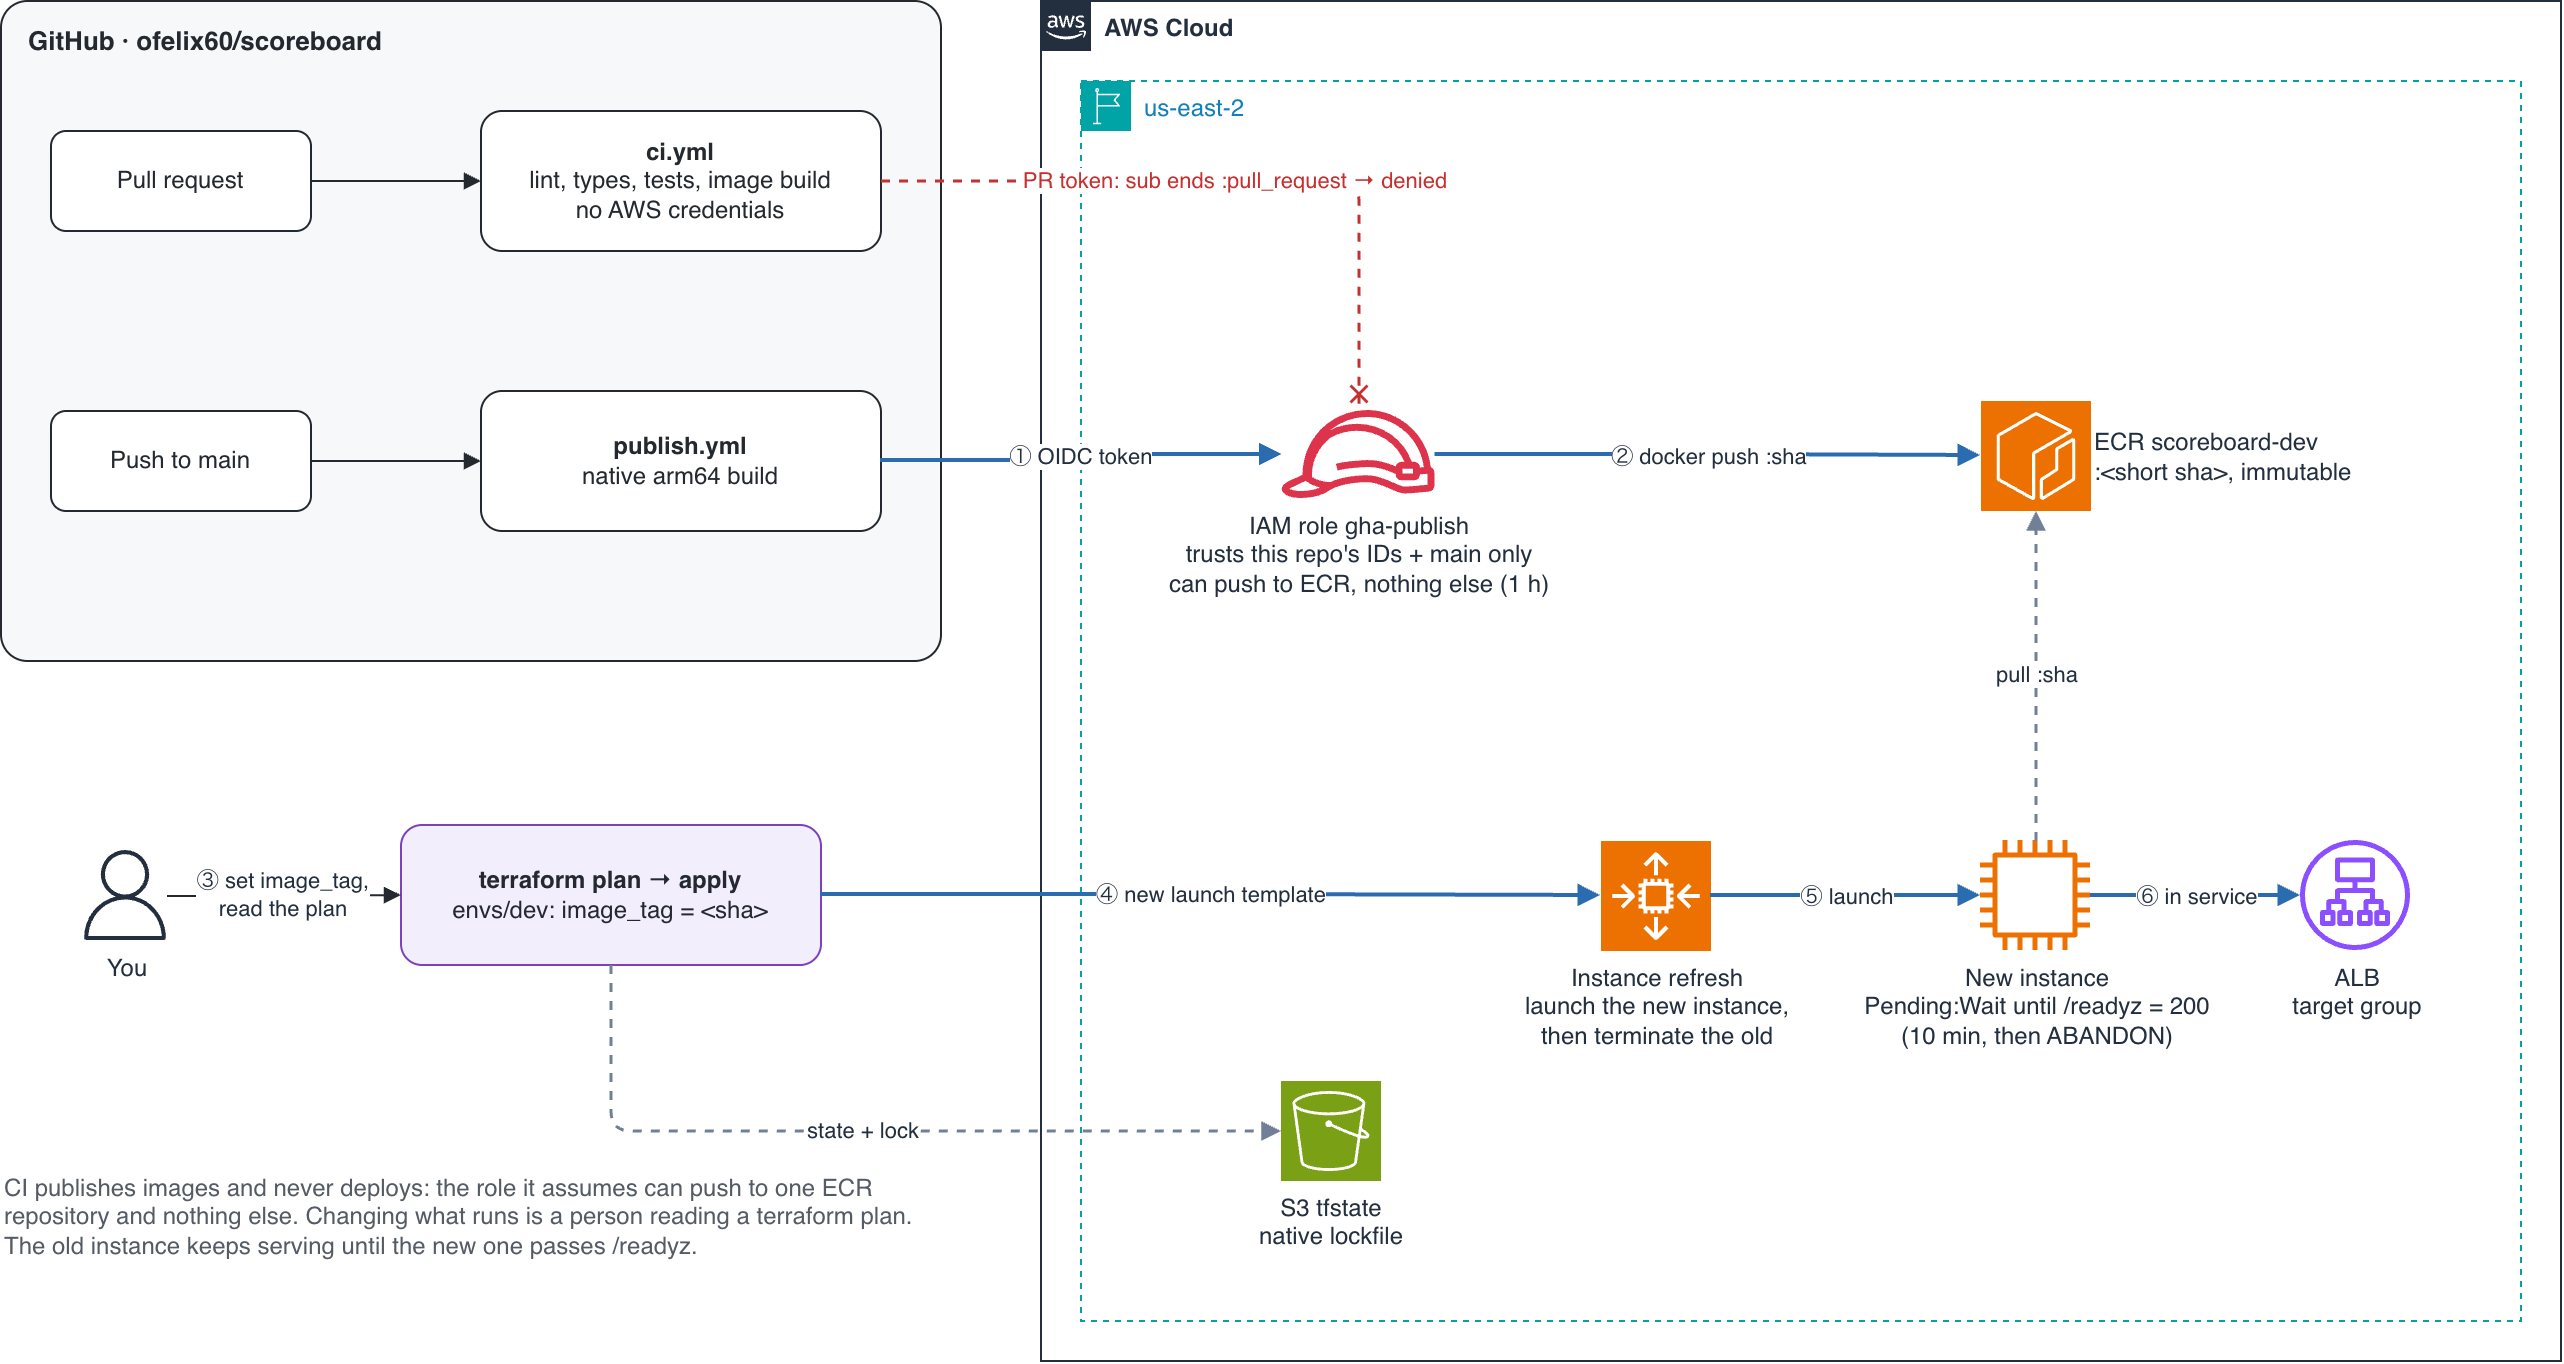 GitHub · ofelix60/scoreboard
aws
AWS Cloud
us-east-2
Pull request
ci.yml
lint, types, tests, image build
no AWS credentials
PR token: sub ends :pull_request → denied
Push to main
publish.yml
native arm64 build
① OIDC token
② docker push :sha
ECR scoreboard-dev
:<short sha>, immutable
IAM role gha-publish
trusts this repo's IDs + main only
can push to ECR, nothing else (1 h)
pull :sha
You
③ set image_tag,
read the plan
terraform plan → apply
envs/dev: image_tag = <sha>
④ new launch template
⑤ launch
⑥ in service
Instance refresh
launch the new instance,
then terminate the old
New instance
Pending:Wait until /readyz = 200
(10 min, then ABANDON)
ALB
target group
state + lock
S3 tfstate
native lockfile
CI publishes images and never deploys: the role it assumes can push to one ECR
repository and nothing else. Changing what runs is a person reading a terraform plan.
The old instance keeps serving until the new one passes /readyz.